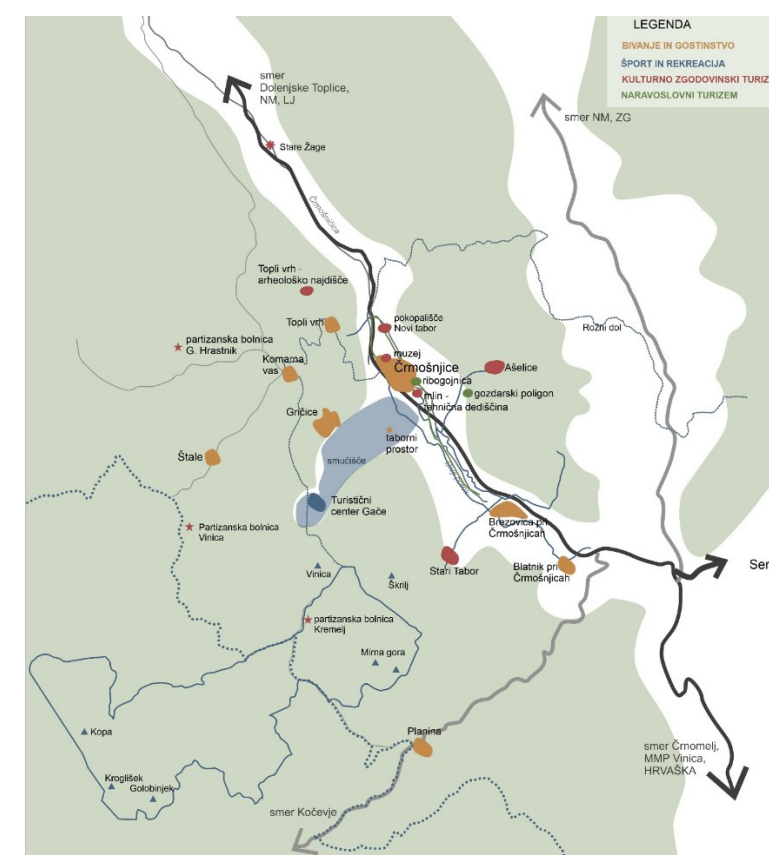 LEGENDA
BIVANJE IN GOSTINSTVO
ŠPORT IN REKREACIJA
KULTURNO ZGODOVINSKI TURIZ
NARAVOSLOVNI TURIZEM
smer
Dolenjske Toplice,
NM, LJ
smer NM, ZG
Stare Žage
Črmošnjičica
Topli vrh -
arheološko najdišče
Topli vrh
pokopališče
Novi tabor
Rožni dol
partizanska bolnica
G. Hrastnik
muzej
Komarna
vas
Črmošnjice
Ašelice
ribogojnica
mlin -
tehnična dediščina
gozdarski poligon
Gričice
taborni
prostor
Štale
smučišče
Turistični
center Gače
Partizanska bolnica
Vinica
Brezovica pri
Črmošnjicah
Stari Tabor
Blatnik pri
Črmošnjicah
Ser
Vinica
Škrilj
partizanska bolnica
Kremelj
Mirna gora
Kopa
Planina
smer Črnomelj,
MMP Vinica,
HRVAŠKA
Kroglišek
Golobinjek
smer Kočevje